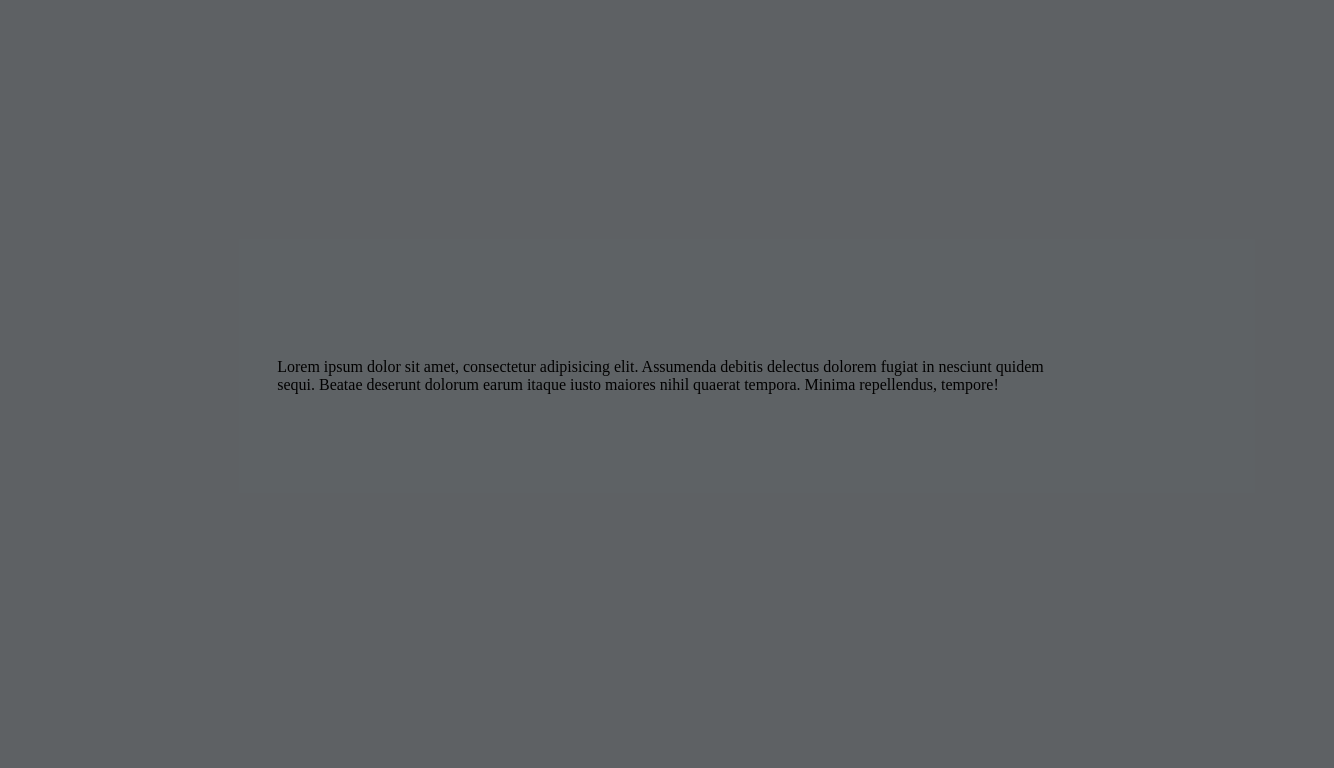 Lorem ipsum dolor sit amet, consectetur adipisicing elit. Assumenda debitis delectus dolorem fugiat in nesciunt quidem
sequi. Beatae deserunt dolorum earum itaque iusto maiores nihil quaerat tempora. Minima repellendus, tempore!